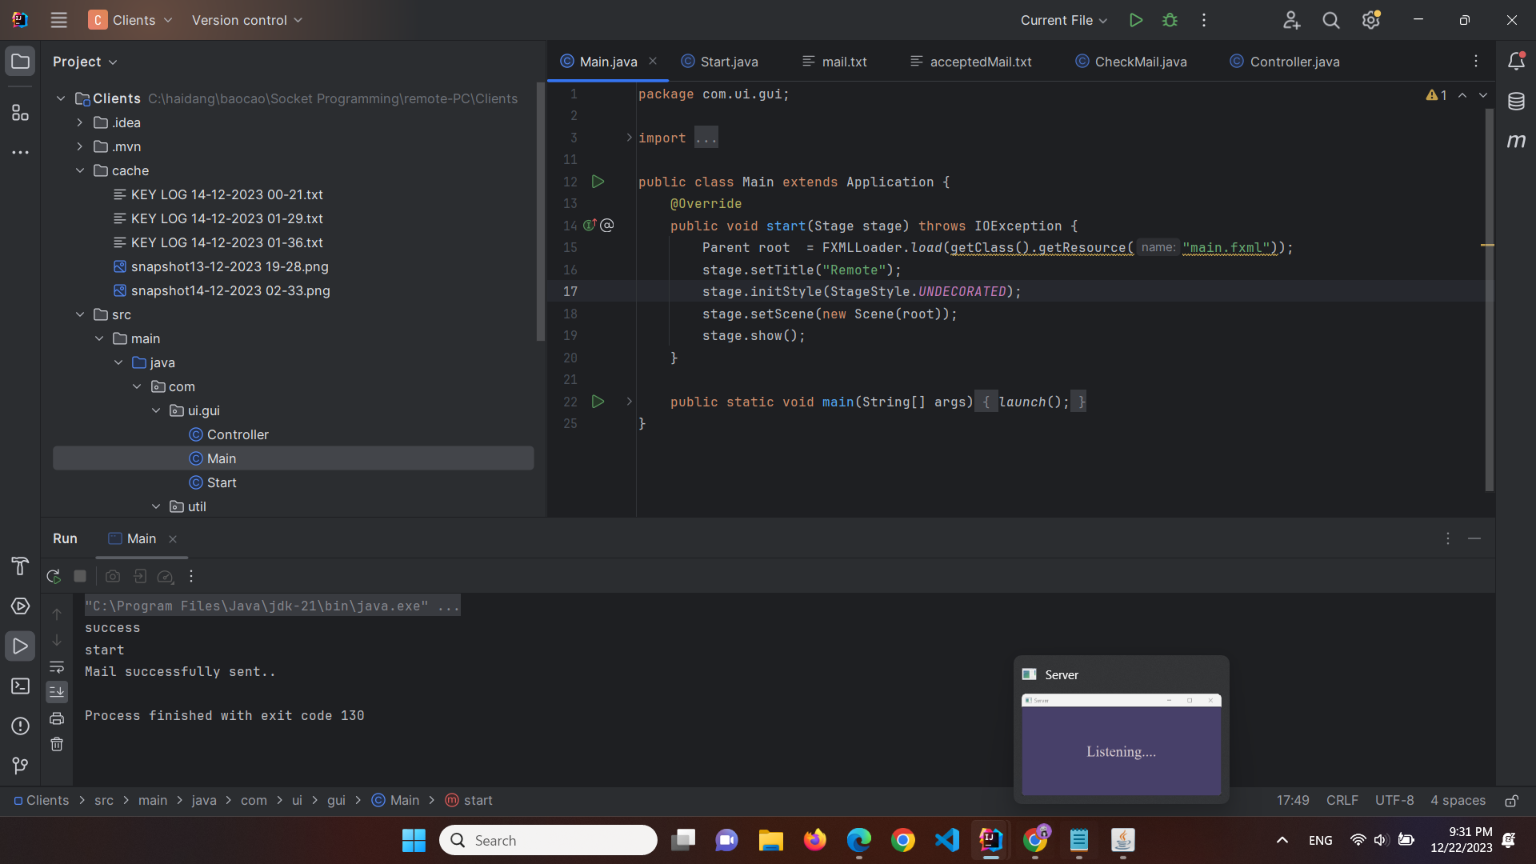 C Clients Version control Current File
Project
Main.java Start.java mail.txt acceptedMail.txt CheckMail.java Controller.java
Clients C:\haidang\baocao\Socket Programming\remote-PC\Clients
.idea
.mvn
cache
KEY LOG 14-12-2023 00-21.txt
KEY LOG 14-12-2023 01-29.txt
KEY LOG 14-12-2023 01-36.txt
snapshot13-12-2023 19-28.png
snapshot14-12-2023 02-33.png
src
main
java
com
ui.gui
Controller
Main
Start
util
1 package com.ui.gui; 1
2
3 import ...
11
12 public class Main extends Application {
13 @Override
14 public void start(Stage stage) throws IOException {
15 Parent root = FXMLLoader.load(getClass().getResource( name: "main.fxml"));
16 stage.setTitle("Remote");
17 stage.initStyle(StageStyle.UNDECORATED);
18 stage.setScene(new Scene(root));
19 stage.show();
20 }
21
22 public static void main(String[] args) { launch(); }
25 }
Run Main
"C:\Program Files\Java\jdk-21\bin\java.exe" ...
success
start
Mail successfully sent..
Process finished with exit code 130
Server
Server
Listening....
Clients > src > main > java > com > ui > gui > Main > start 17:49 CRLF UTF-8 4 spaces
Search ENG 9:31 PM
12/22/2023